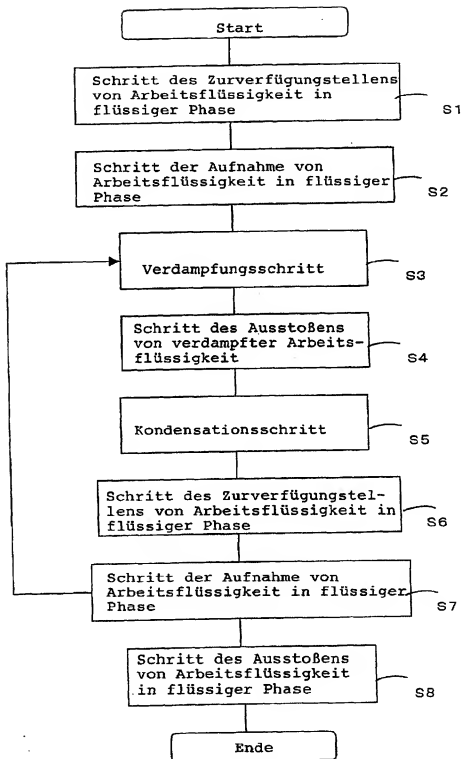 Start
Schritt des Zurverfügungstellens
von Arbeitsflüssigkeit in
flüssiger Phase
S1
Schritt der Aufnahme von
Arbeitsflüssigkeit in flüssiger
Phase
S2
Verdampfungsschritt
S3
Schritt des Ausstoßens
von verdampfter Arbeits-
flüssigkeit
S4
Kondensationsschritt
S5
Schritt des Zurverfügungstel-
lens von Arbeitsflüssigkeit in
flüssiger Phase
S6
Schritt der Aufnahme von
Arbeitsflüssigkeit in flüssiger
Phase
S7
Schritt des Ausstoßens
von Arbeitsflüssigkeit
in flüssiger Phase
S8
Ende